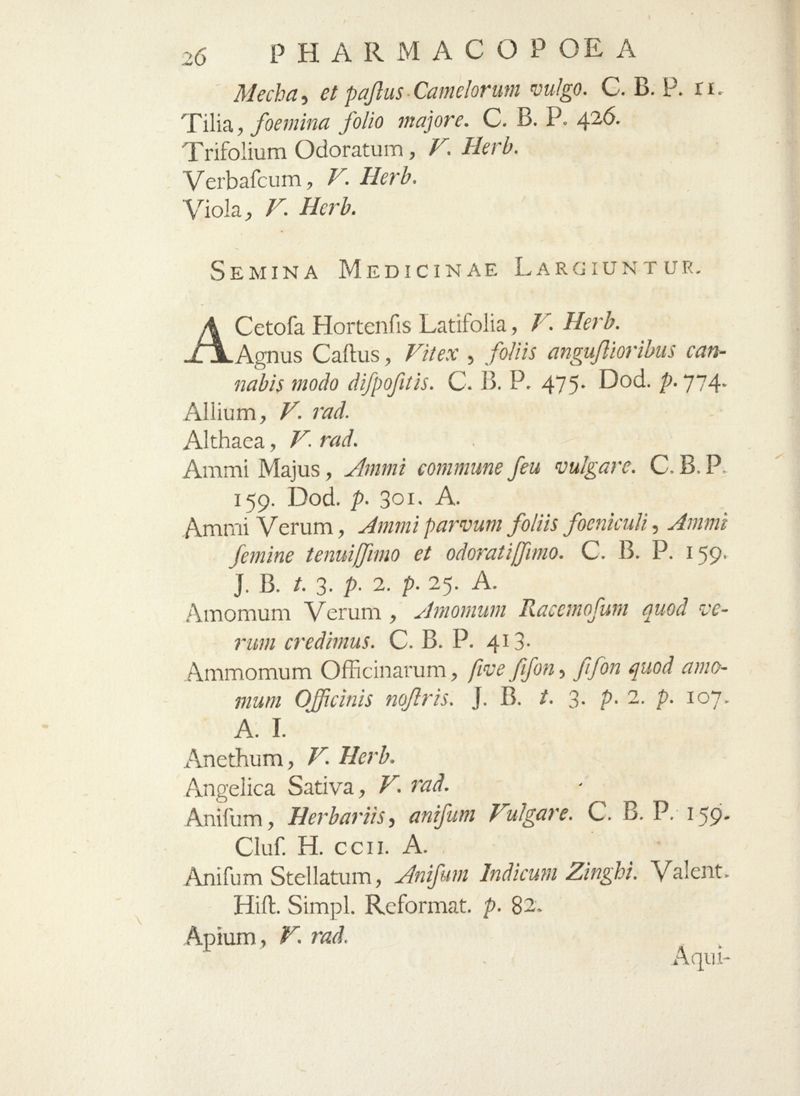 26 PHARMACOPOEA
Mecha, et paſtus Camelorum vulgo. C. B. P. 11.
Tilia, foemina folio majore. C. B. P. 426.
Trifolium Odoratum, V. Herb.
Verbaſcum, V. Herb.
Viola, V. Herb.
SEMINA MEDICINAE LARGIUNTUR.
ACetoſa Hortenſis Latifolia, V. Herb.
Agnus Caſtus, Vitex, foliis anguſtioribus can-
nabis modo diſpoſitis. C. B. P. 475. Dod. p. 774.
Allium, V. rad.
Althaea, V. rad.
Ammi Majus, Ammi commune ſeu vulgare. C. B. P.
159. Dod. p. 301. A.
Ammi Verum, Ammi parvum foliis foeniculi, Ammi
ſemine tenuiſſimo et odoratiſſimo. C. B. P. 159.
J. B. t. 3. p. 2. p. 25. A.
Amomum Verum, Amomum Racemoſum quod ve-
rum credimus. C. B. P. 413.
Ammomum Officinarum, ſive ſiſon, ſiſon quod amo-
mum Officinis noſtris. J. B. t. 3. p. 2. p. 107.
A. I.
Anethum, V. Herb.
Angelica Sativa, V. rad.
Aniſum, Herbariis, aniſum Vulgare. C. B. P. 159.
Cluſ. H. CCII. A.
Aniſum Stellatum, Aniſum Indicum Zinghi. Valent.
Hiſt. Simpl. Reformat. p. 82.
Apium, V. rad.
Aqui-